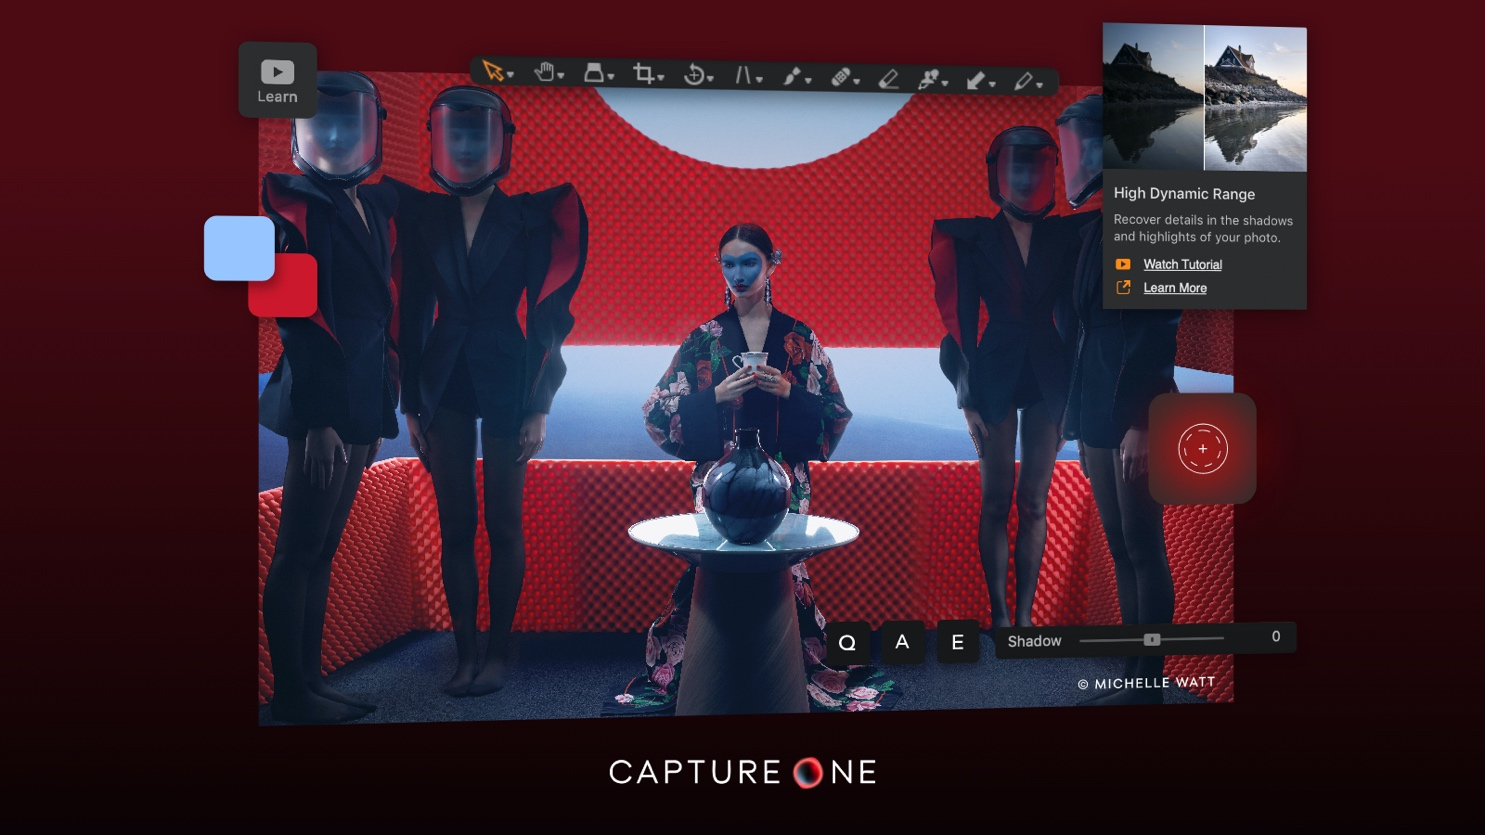 Learn
High Dynamic Range
Recover details in the shadows
and highlights of your photo.
Watch Tutorial
Learn More
Q A E Shadow 0
© MICHELLE WATT
CAPTURE ONE